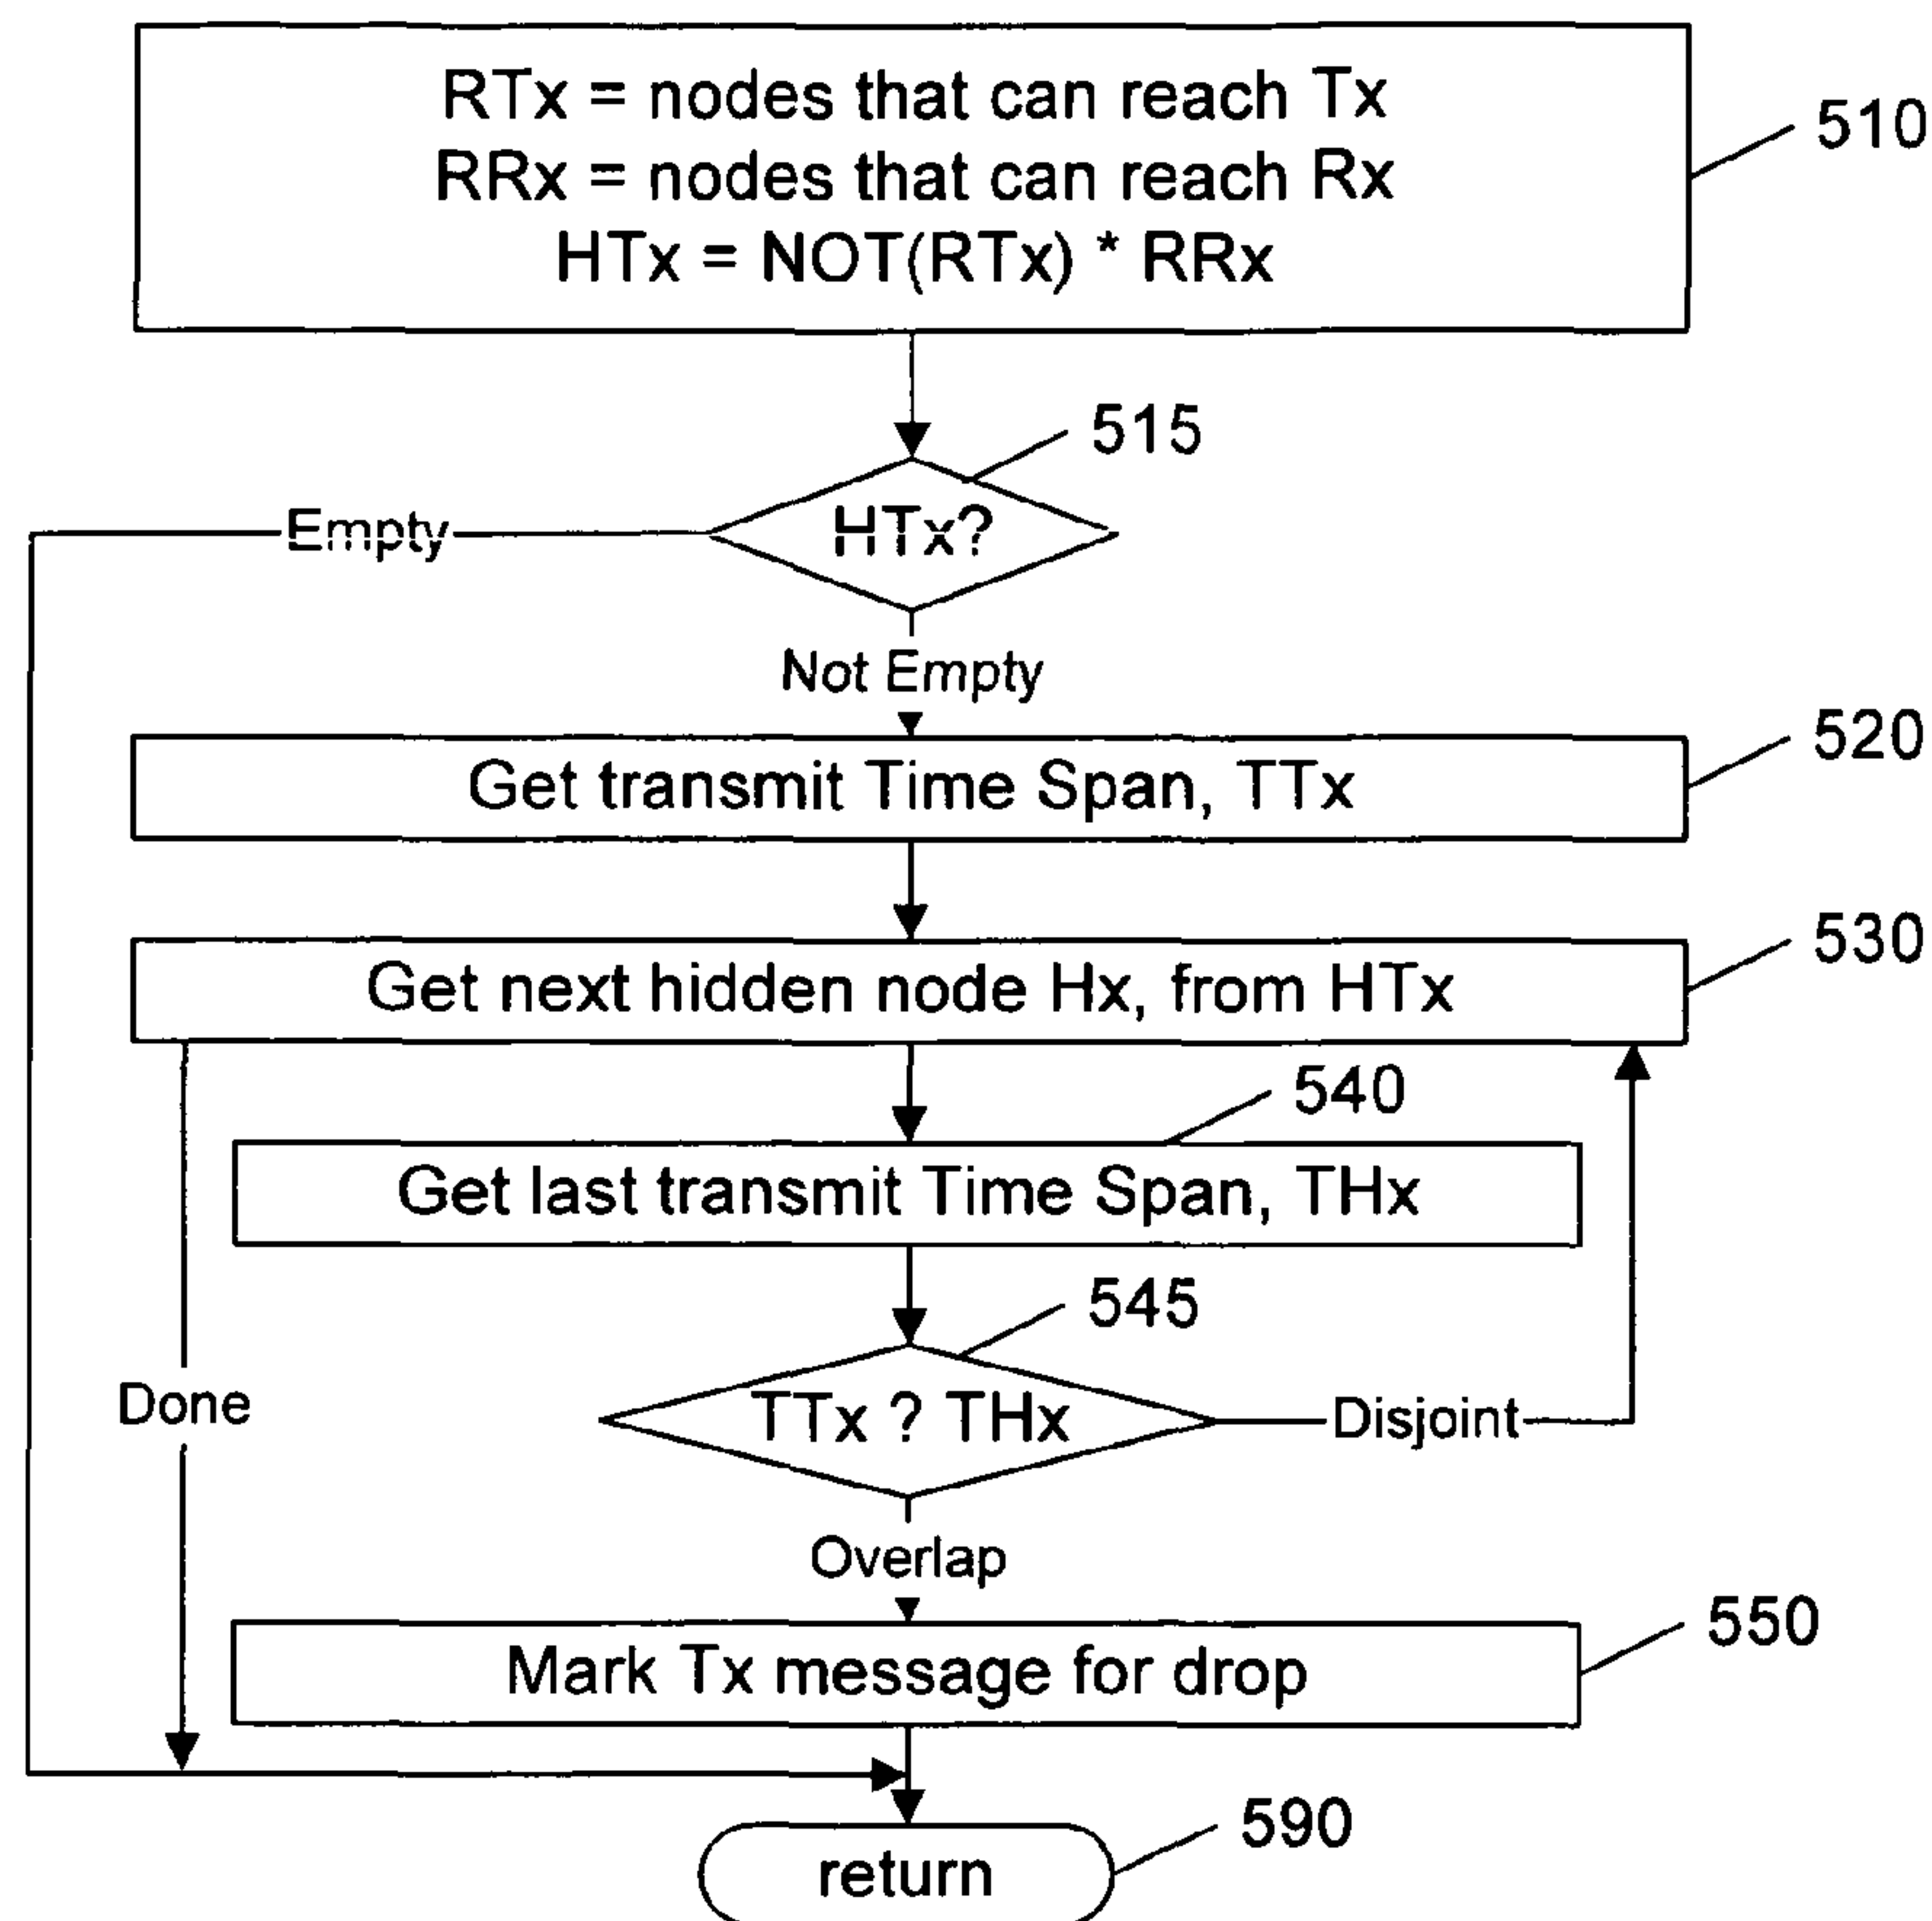 RTx = nodes that can reach Tx
RRx = nodes that can reach Rx
HTx = NOT(RTx) * RRx
510
515
HTx?
Empty
Not Empty
520
Get transmit Time Span, TTx
530
Get next hidden node Hx, from HTx
540
Get last transmit Time Span, THx
545
TTx ? THx
Disjoint
Done
Overlap
550
Mark Tx message for drop
590
return